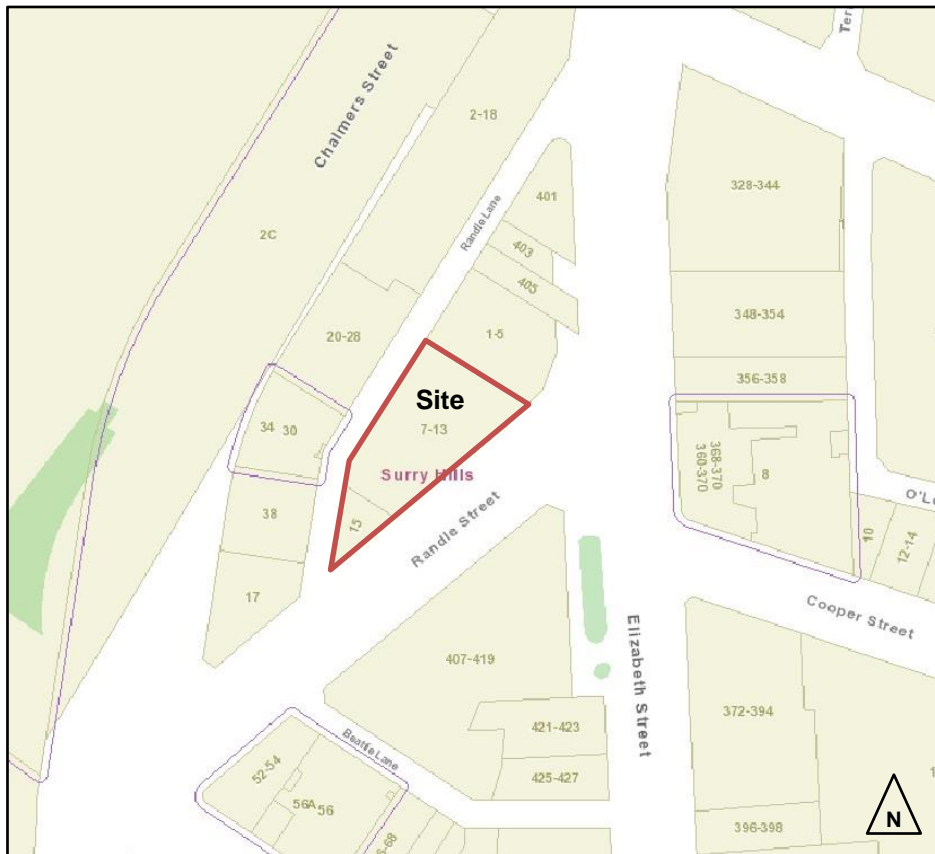 Ter
Chalmers Street
2-18
401
328-344
Randle Lane
2C
403
405
348-354
1-5
20-28
356-358
Site
7-13
34 30
368-370
360-370
8
Surry Hills
O'L
15
38
Randle Street
10
12-14
17
Cooper Street
407-419
Elizabeth Street
372-394
421-423
Beattie Lane
52-54
425-427
56A 56
396-398
N